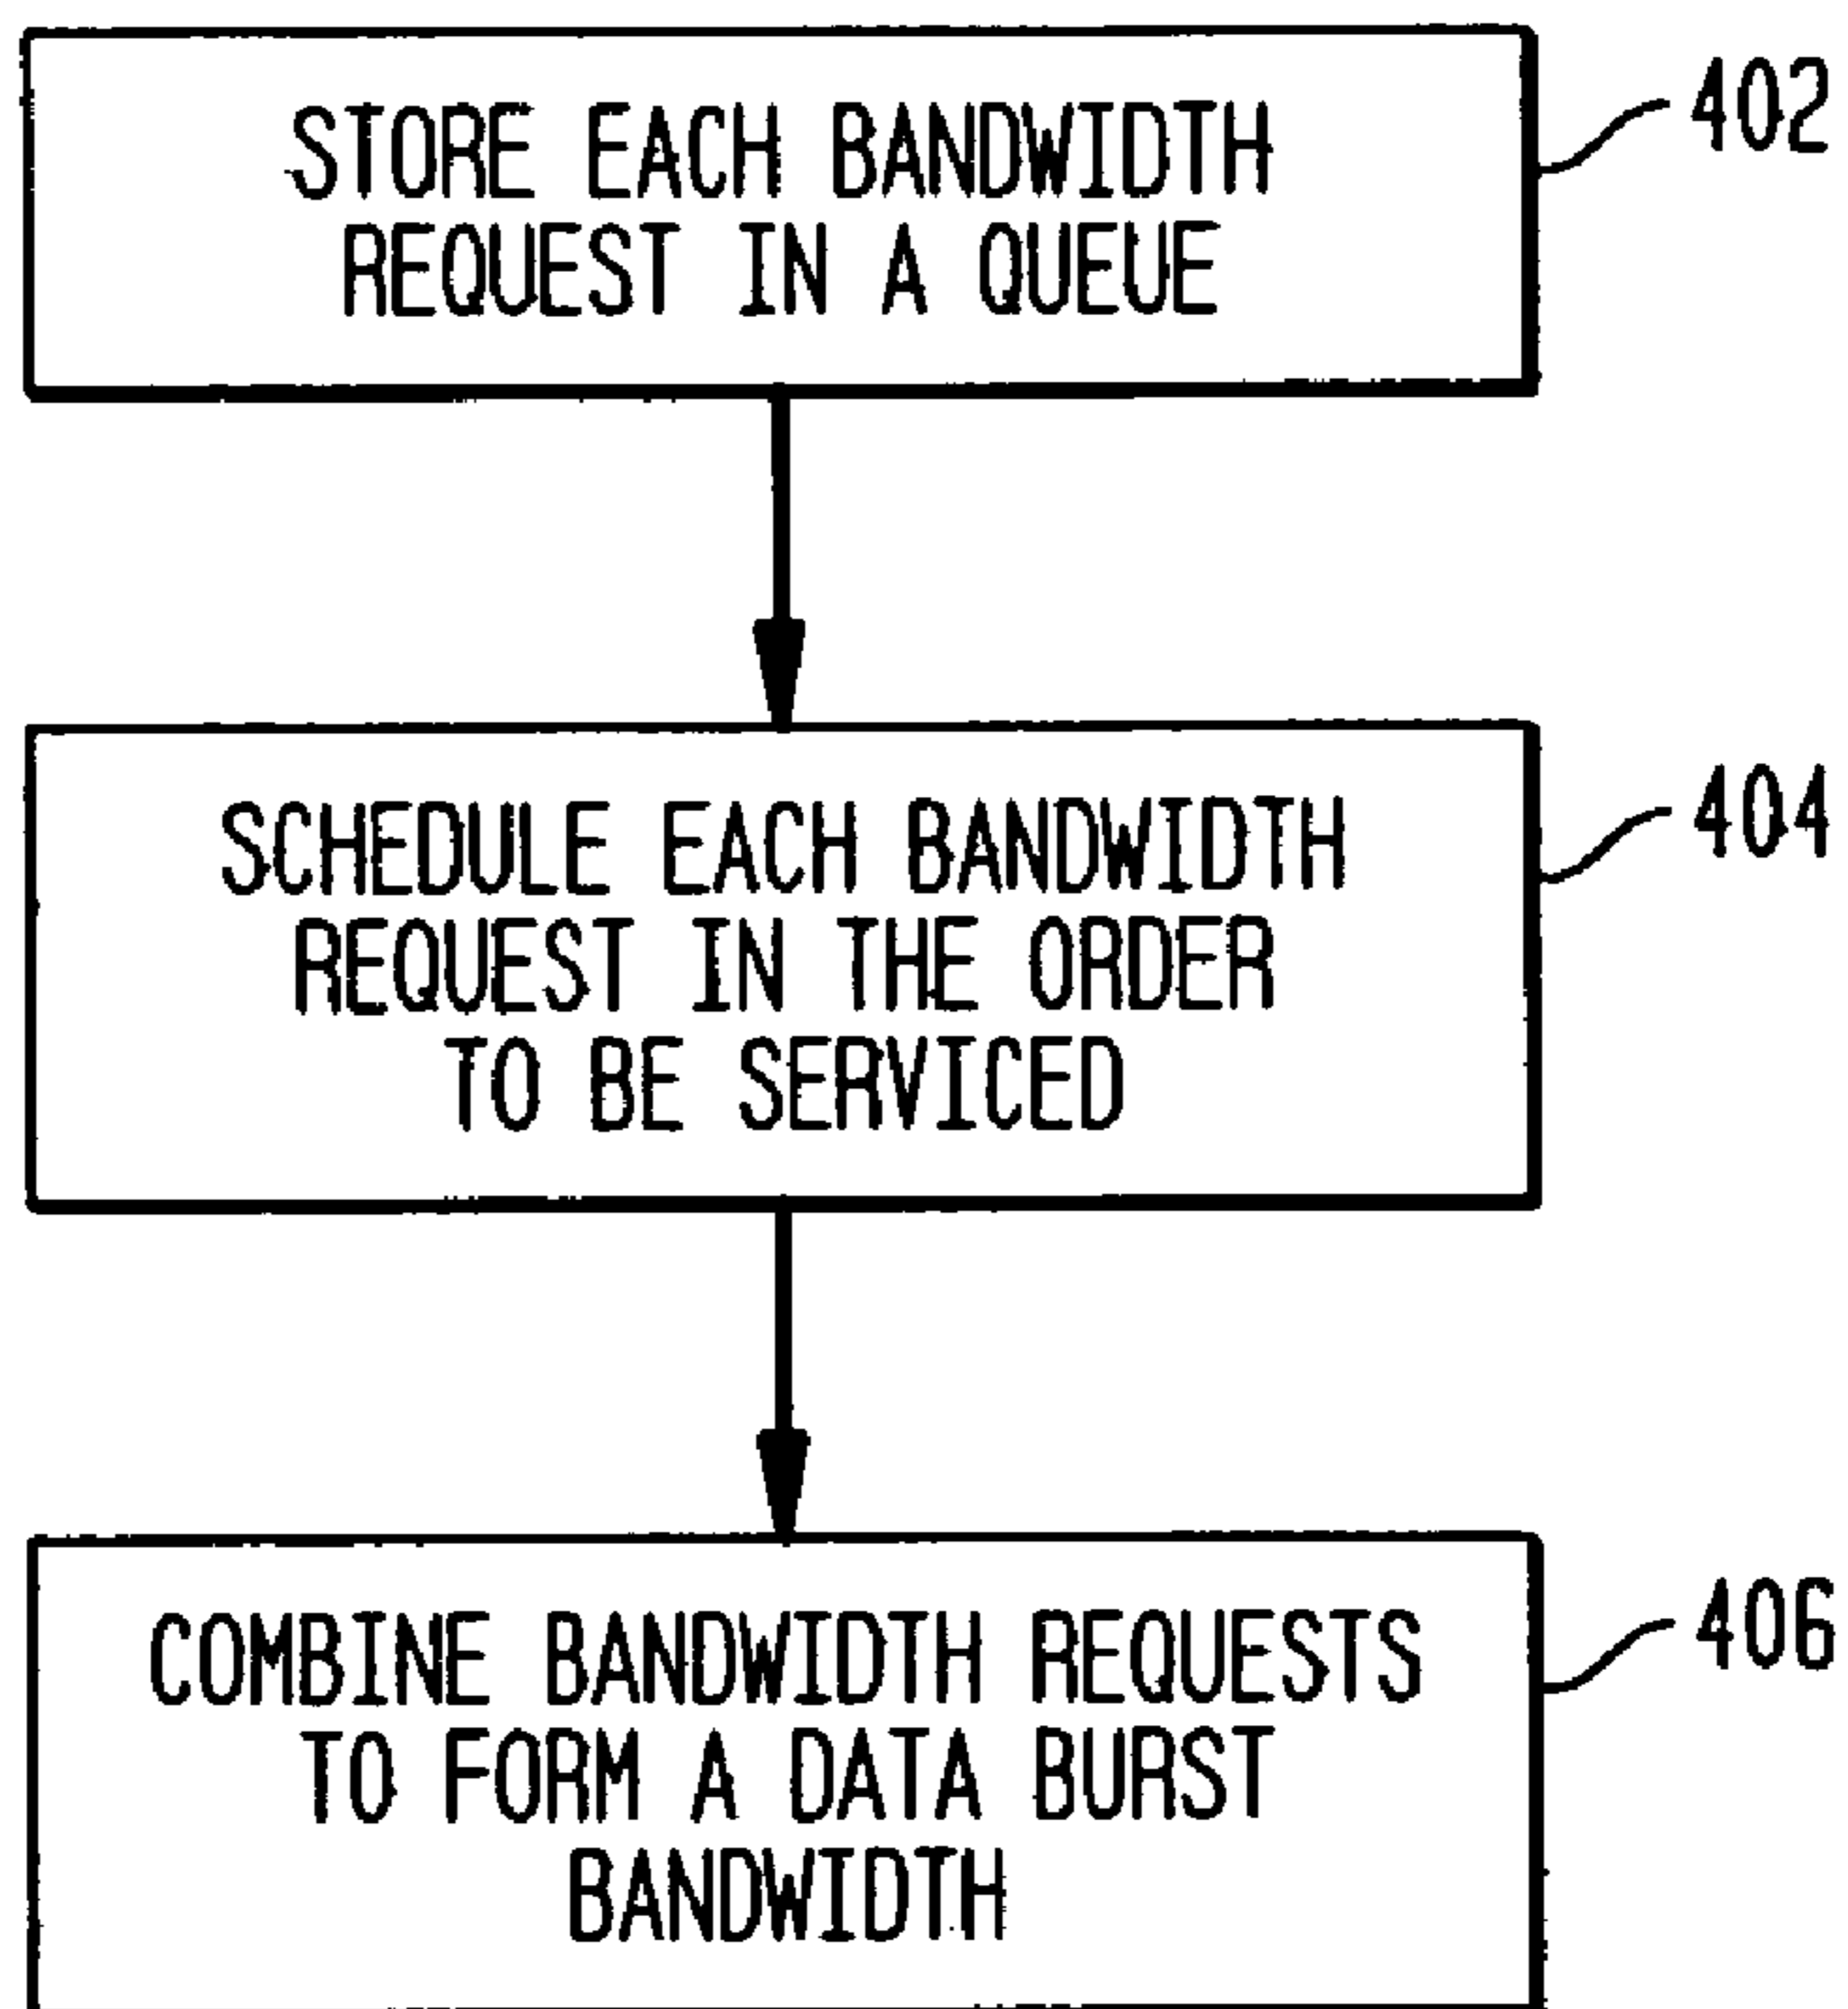 STORE EACH BANDWIDTH
REQUEST IN A QUEUE
402
SCHEDULE EACH BANDWIDTH
REQUEST IN THE ORDER
TO BE SERVICED
404
COMBINE BANDWIDTH REQUESTS
TO FORM A DATA BURST
BANDWIDTH
406